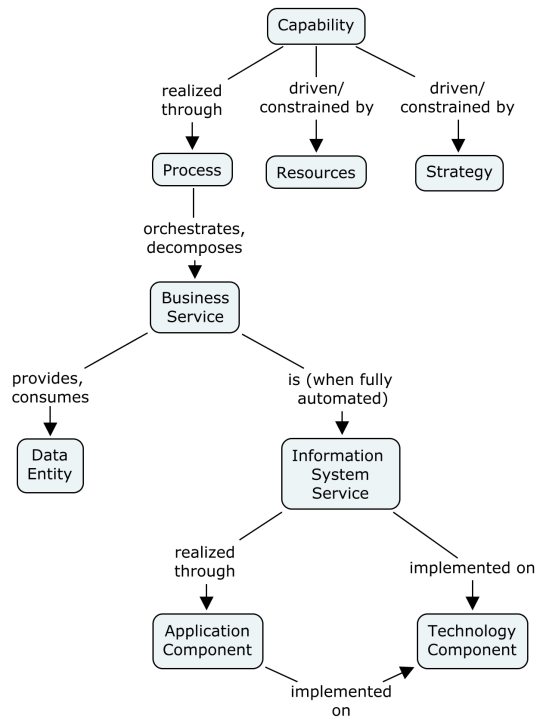 Capability
realized
through
driven/
constrained by
driven/
constrained by
Process
Resources
Strategy
orchestrates,
decomposes
Business
Service
provides,
consumes
is (when fully
automated)
Data
Entity
Information
System
Service
realized
through
implemented on
Application
Component
Technology
Component
implemented
on